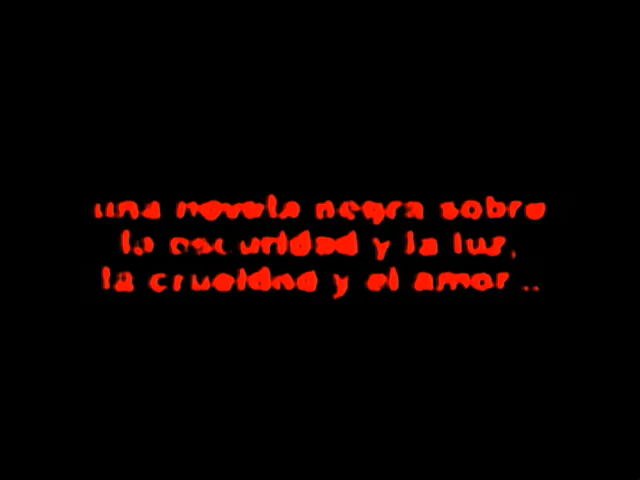 una novela negra sobre
la oscuridad y la luz,
la crueldad y el amor...